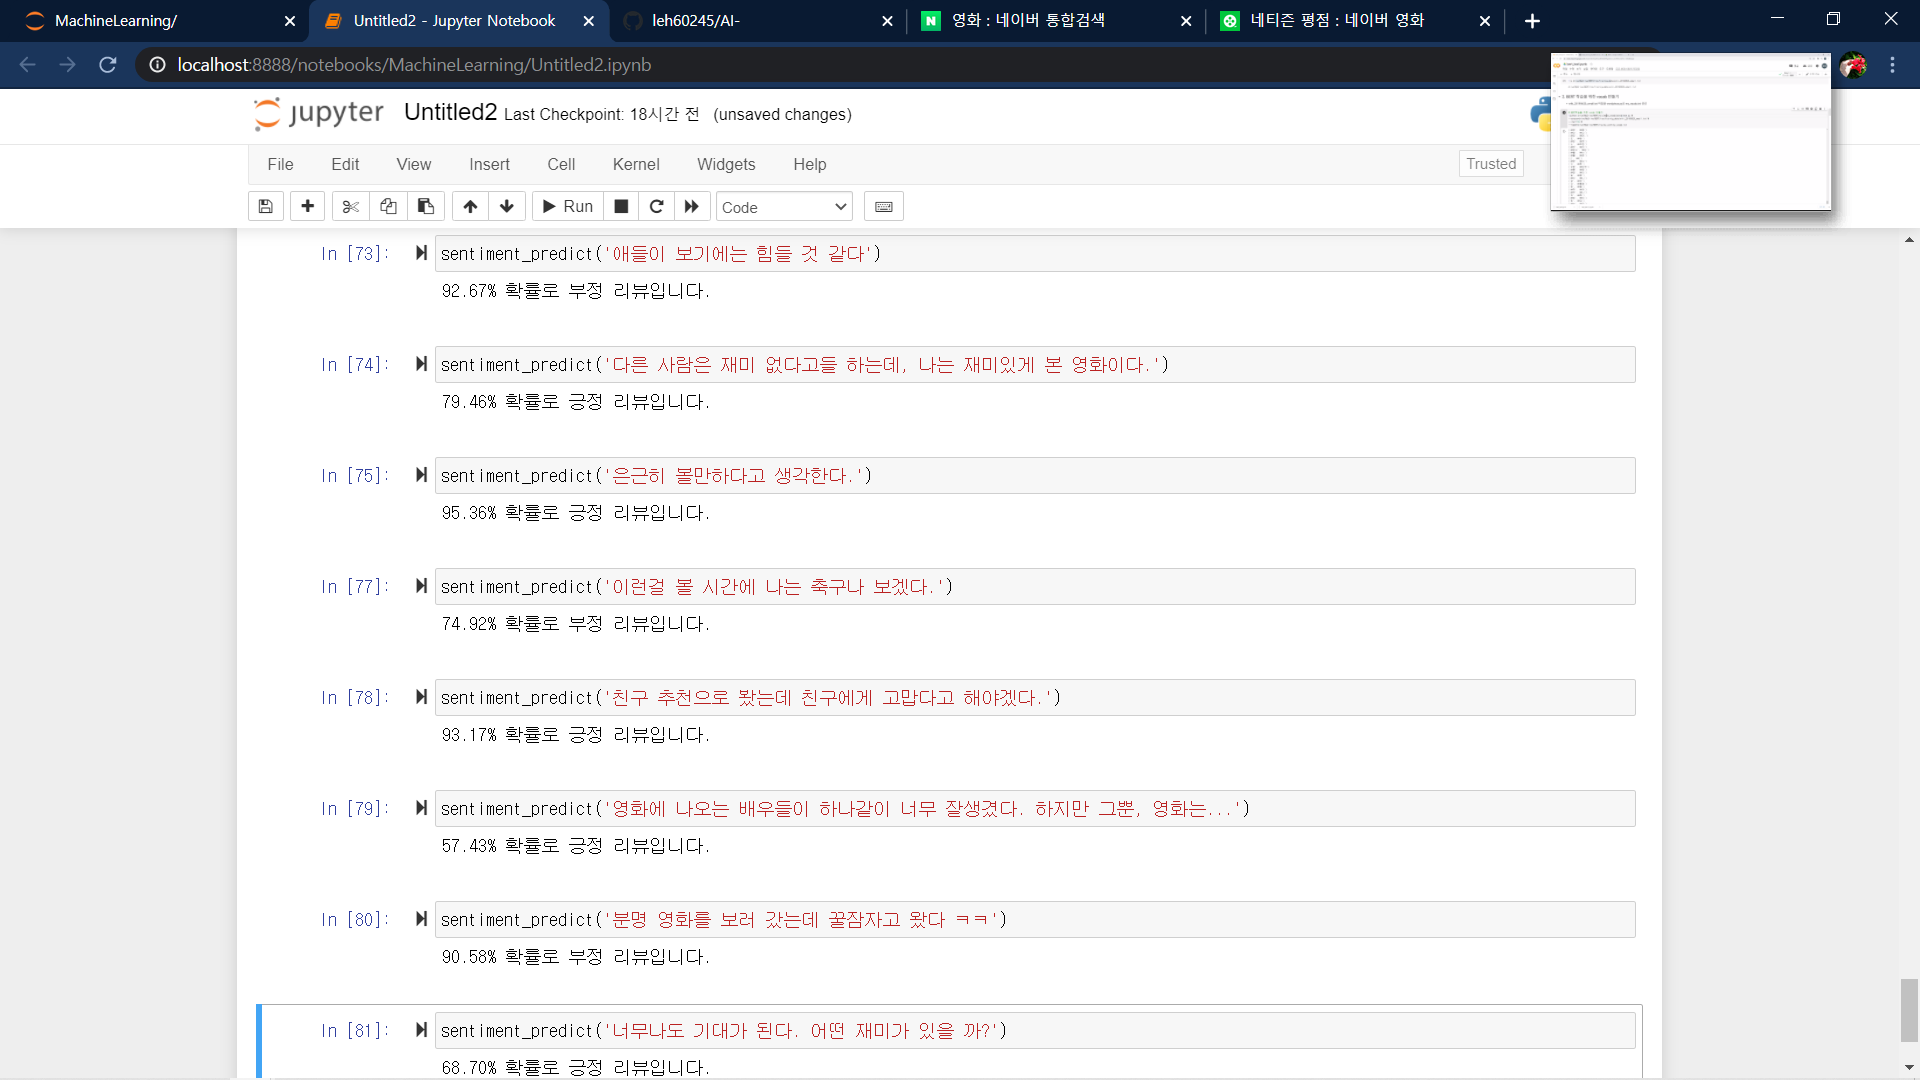 MachineLearning/
Untitled2 - Jupyter Notebook
leh60245/AI-
영화 : 네이버 통합검색
네티즌 평점 : 네이버 영화
localhost:8888/notebooks/MachineLearning/Untitled2.ipynb
jupyter Untitled2 Last Checkpoint: 18시간 전 (unsaved changes)
File Edit View Insert Cell Kernel Widgets Help Trusted
Run Code
In [73]: sentiment_predict('애들이 보기에는 힘들 것 같다')
92.67% 확률로 부정 리뷰입니다.
In [74]: sentiment_predict('다른 사람은 재미 없다고들 하는데, 나는 재미있게 본 영화이다.')
79.46% 확률로 긍정 리뷰입니다.
In [75]: sentiment_predict('은근히 볼만하다고 생각한다.')
95.36% 확률로 긍정 리뷰입니다.
In [77]: sentiment_predict('이런걸 볼 시간에 나는 축구나 보겠다.')
74.92% 확률로 부정 리뷰입니다.
In [78]: sentiment_predict('친구 추천으로 봤는데 친구에게 고맙다고 해야겠다.')
93.17% 확률로 긍정 리뷰입니다.
In [79]: sentiment_predict('영화에 나오는 배우들이 하나같이 너무 잘생겼다. 하지만 그뿐, 영화는...')
57.43% 확률로 긍정 리뷰입니다.
In [80]: sentiment_predict('분명 영화를 보러 갔는데 꿀잠자고 왔다 ㅋㅋ')
90.58% 확률로 부정 리뷰입니다.
In [81]: sentiment_predict('너무나도 기대가 된다. 어떤 재미가 있을 까?')
68.70% 확률로 긍정 리뷰입니다.